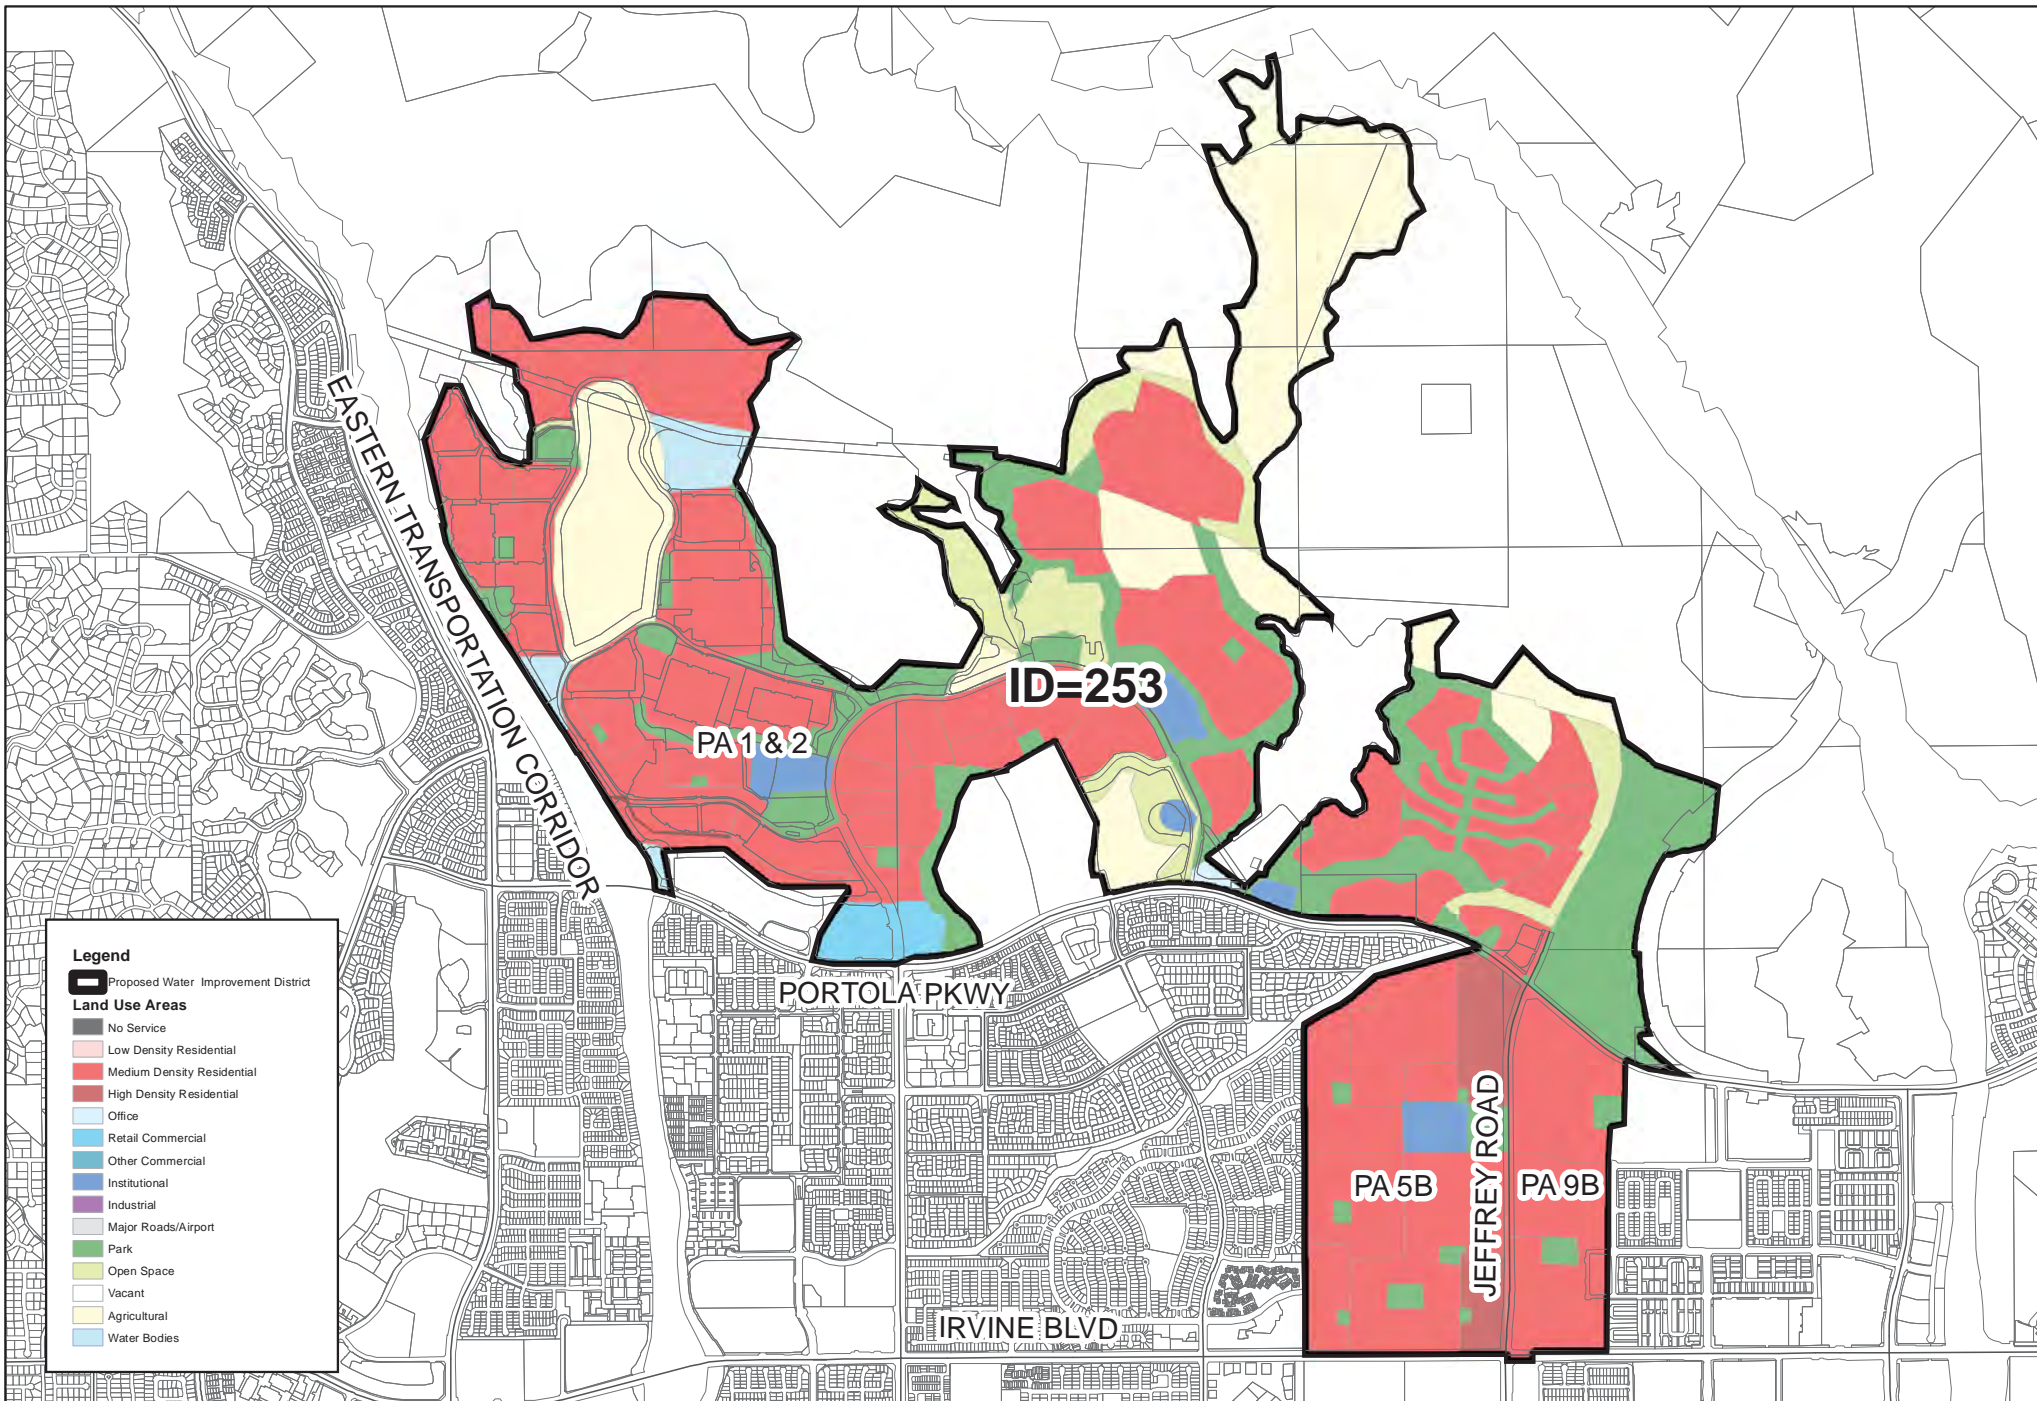 EASTERN TRANSPORTATION CORRIDOR
ID=253
PA 1 & 2
PORTOLA PKWY
JEFFREY ROAD
PA 5B
PA 9B
IRVINE BLVD
Legend
Proposed Water Improvement District
Land Use Areas
No Service
Low Density Residential
Medium Density Residential
High Density Residential
Office
Retail Commercial
Other Commercial
Institutional
Industrial
Major Roads/Airport
Park
Open Space
Vacant
Agricultural
Water Bodies